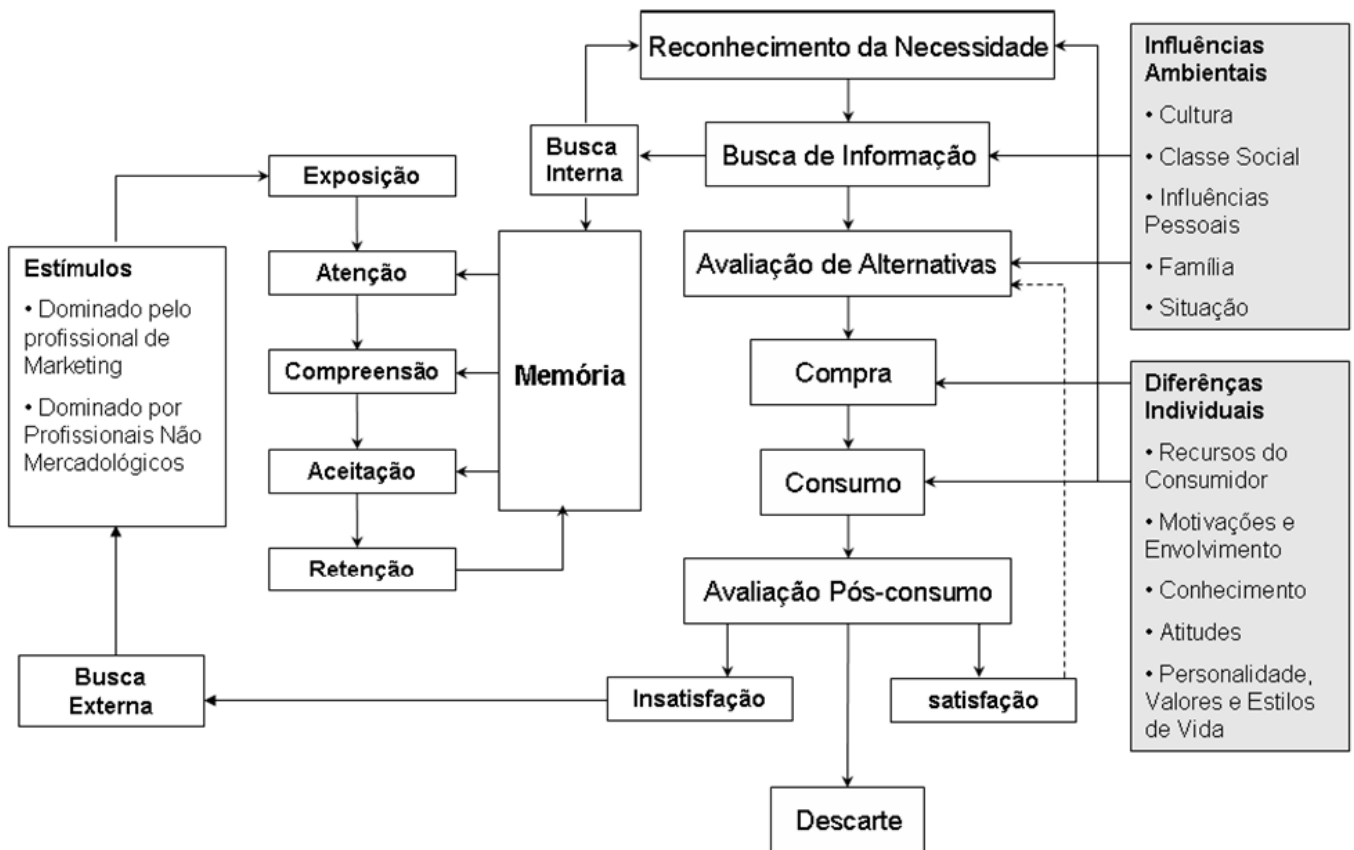 Reconhecimento da Necessidade
Busca
Interna
Busca de Informação
Exposição
Estímulos
• Dominado pelo
profissional de
Marketing
• Dominado por
Profissionais Não
Mercadológicos
Atenção
Compreensão
Aceitação
Retenção
Memória
Avaliação de Alternativas
Compra
Consumo
Avaliação Pós-consumo
Busca
Externa
Insatisfação
satisfação
Descarte
Influências
Ambientais
• Cultura
• Classe Social
• Influências
Pessoais
• Família
• Situação
Diferênças
Individuais
• Recursos do
Consumidor
• Motivações e
Envolvimento
• Conhecimento
• Atitudes
• Personalidade,
Valores e Estilos
de Vida